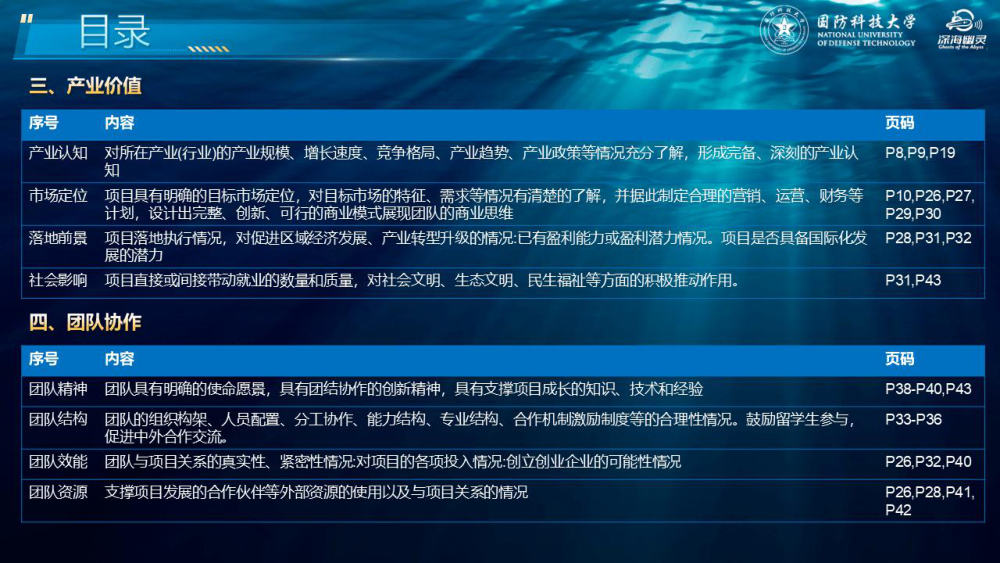 目录
国防科技大学
NATIONAL UNIVERSITY
OF DEFENSE TECHNOLOGY
深海幽灵
Ghosts of the Abyss
三、产业价值
序号 内容 页码
产业认知 对所在产业(行业)的产业规模、增长速度、竞争格局、产业趋势、产业政策等情况充分了解，形成完备、深刻的产业认 P8,P9,P19
知
市场定位 项目具有明确的目标市场定位，对目标市场的特征、需求等情况有清楚的了解，并据此制定合理的营销、运营、财务等 P10,P26,P27,
计划，设计出完整、创新、可行的商业模式展现团队的商业思维 P29,P30
落地前景 项目落地执行情况，对促进区域经济发展、产业转型升级的情况:已有盈利能力或盈利潜力情况。项目是否具备国际化发 P28,P31,P32
展的潜力
社会影响 项目直接或间接带动就业的数量和质量，对社会文明、生态文明、民生福祉等方面的积极推动作用。 P31,P43
四、团队协作
序号 内容 页码
团队精神 团队具有明确的使命愿景，具有团结协作的创新精神，具有支撑项目成长的知识、技术和经验 P38-P40,P43
团队结构 团队的组织构架、人员配置、分工协作、能力结构、专业结构、合作机制激励制度等的合理性情况。鼓励留学生参与， P33-P36
促进中外合作交流。
团队效能 团队与项目关系的真实性、紧密性情况:对项目的各项投入情况:创立创业企业的可能性情况 P26,P32,P40
团队资源 支撑项目发展的合作伙伴等外部资源的使用以及与项目关系的情况 P26,P28,P41,
P42